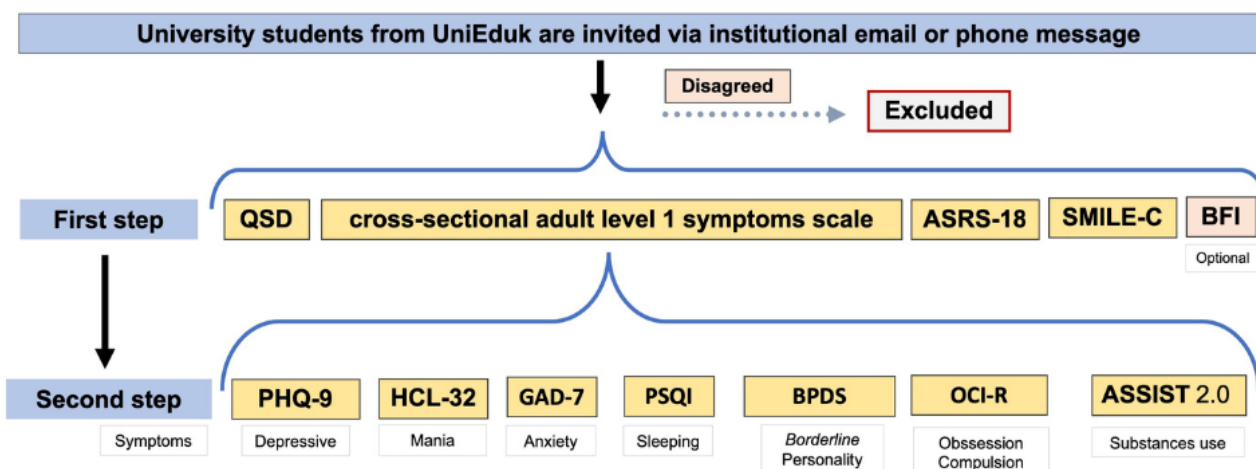 University students from UniEduk are invited via institutional email or phone message
Disagreed
Excluded
First step
QSD
cross-sectional adult level 1 symptoms scale
ASRS-18
SMILE-C
BFI
Optional
Second step
PHQ-9
HCL-32
GAD-7
PSQI
BPDS
OCI-R
ASSIST 2.0
Symptoms
Depressive
Mania
Anxiety
Sleeping
Borderline
Personality
Obssession
Compulsion
Substances use